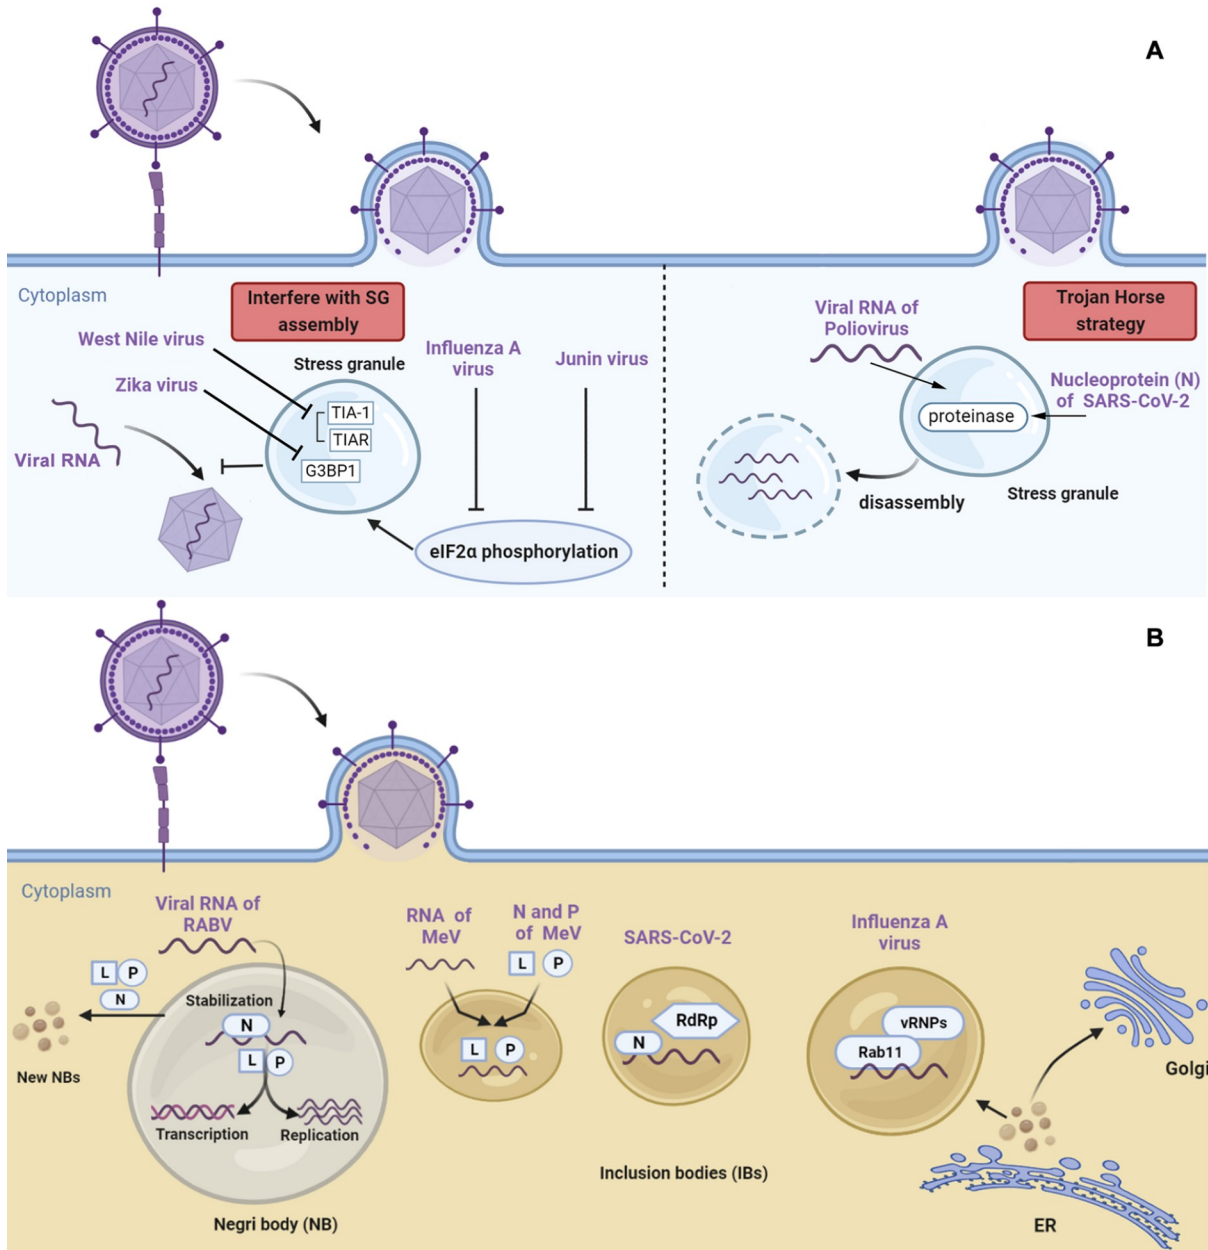 A
Cytoplasm
Interfere with SG
assembly
West Nile virus
Zika virus
Viral RNA
Stress granule
TIA-1
TIAR
G3BP1
Influenza A
virus
Junin virus
eIF2α phosphorylation
Trojan Horse
strategy
Viral RNA of
Poliovirus
Nucleoprotein (N)
of SARS-CoV-2
proteinase
disassembly
Stress granule
B
Cytoplasm
Viral RNA of
RABV
L P
N
New NBs
Stabilization
N
L P
Transcription
Replication
Negri body (NB)
RNA of
MeV
N and P
of MeV
L P
L P
SARS-CoV-2
RdRp
N
Influenza A
virus
vRNPs
Rab11
Inclusion bodies (IBs)
Golgi
ER